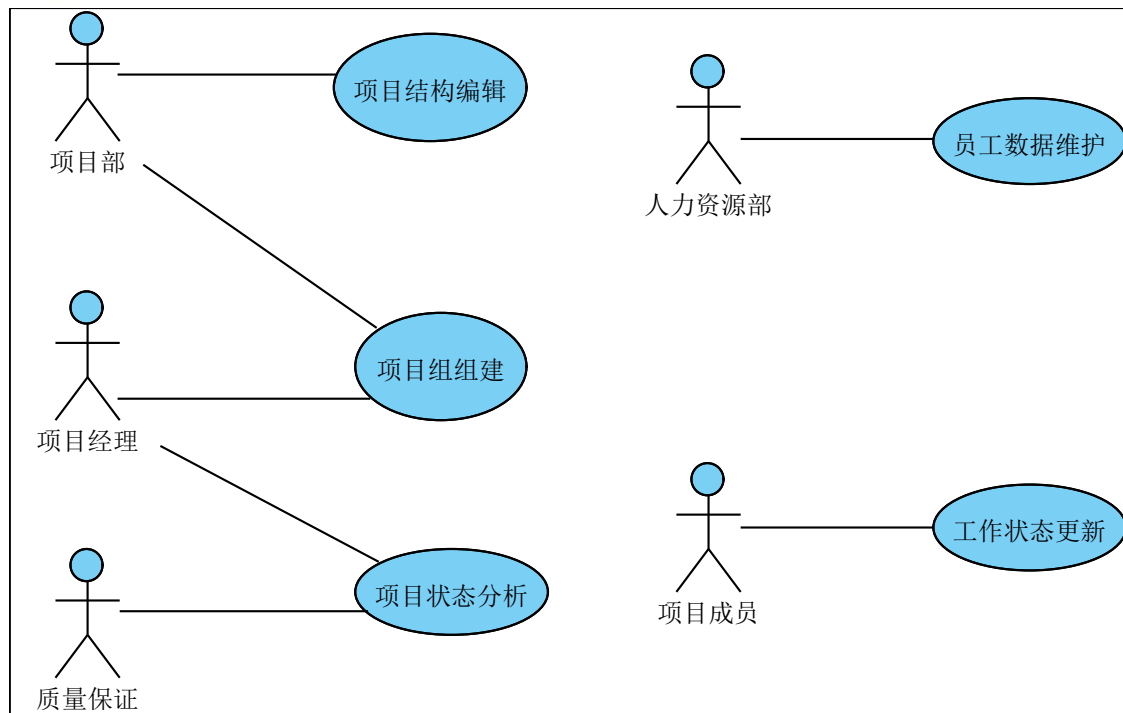 项目结构编辑
项目部
员工数据维护
人力资源部
项目组组建
项目经理
工作状态更新
项目成员
项目状态分析
质量保证